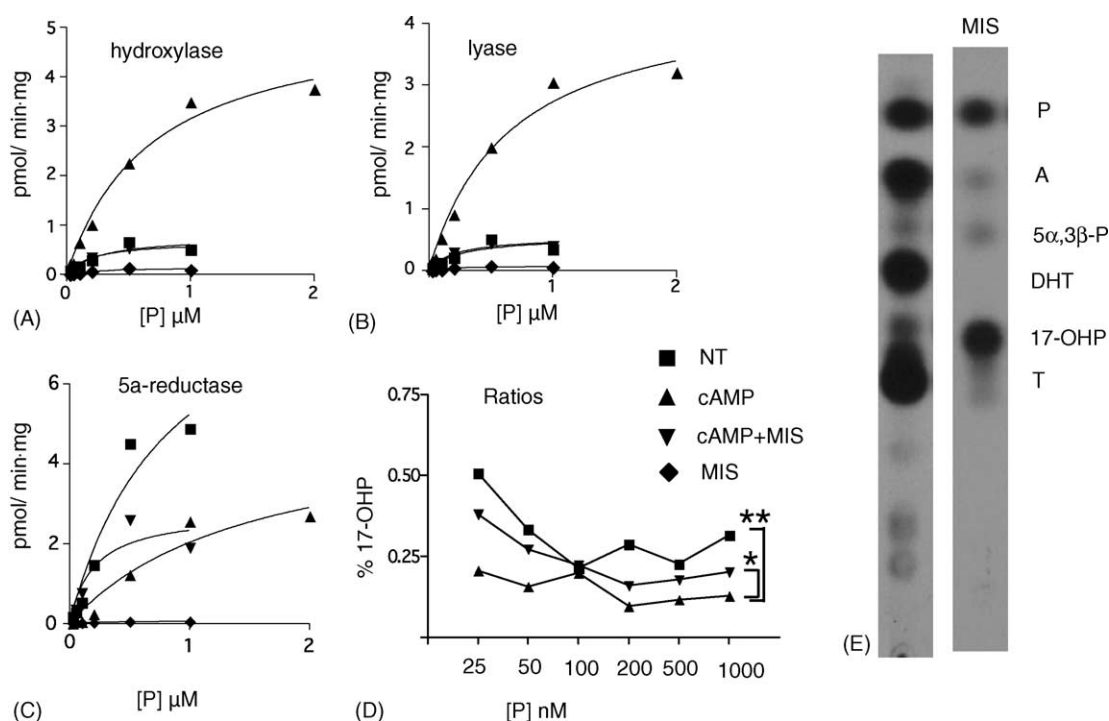 hydroxylase
pmol/ min·mg
5
4
3
2
1
0
0
1
2
[P] µM
(A)
lyase
pmol/ min·mg
4
3
2
1
0
0
1
2
[P] µM
(B)
5a-reductase
pmol/ min·mg
6
4
2
0
0
1
2
[P] µM
(C)
NT
cAMP
cAMP+MIS
MIS
Ratios
% 17-OHP
0.75
0.50
0.25
**
*
25 50 100 200 500 1000
[P] nM
(D)
MIS
P
A
5α,3β-P
DHT
17-OHP
T
(E)